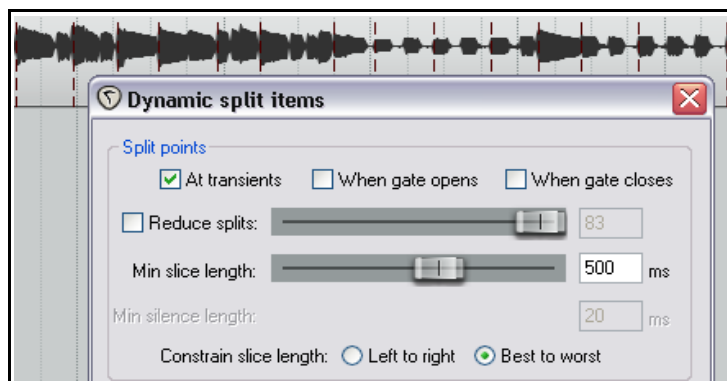 Dynamic split items
Split points
At transients When gate opens When gate closes
Reduce splits: 83
Min slice length: 500 ms
Min silence length: 20 ms
Constrain slice length: Left to right Best to worst